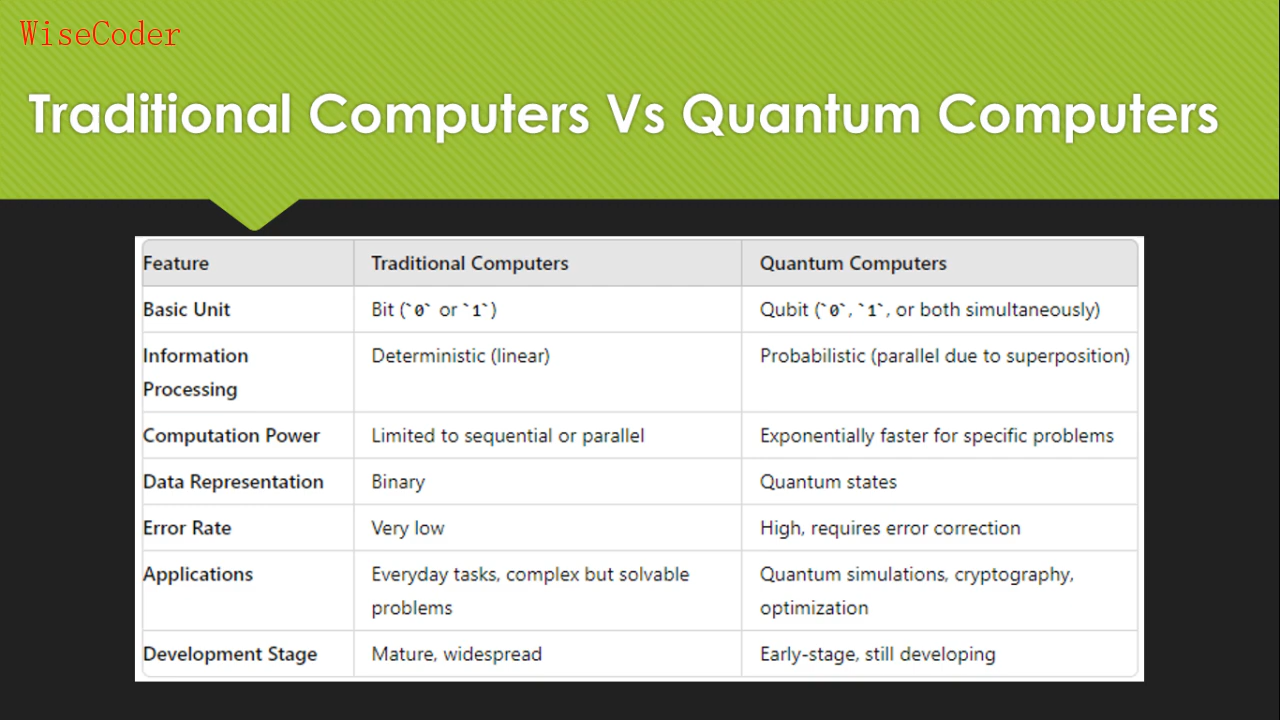 WiseCoder
Traditional Computers Vs Quantum Computers
Feature Traditional Computers Quantum Computers
Basic Unit Bit (`0` or `1`) Qubit (`0`, `1`, or both simultaneously)
Information Deterministic (linear) Probabilistic (parallel due to superposition)
Processing
Computation Power Limited to sequential or parallel Exponentially faster for specific problems
Data Representation Binary Quantum states
Error Rate Very low High, requires error correction
Applications Everyday tasks, complex but solvable Quantum simulations, cryptography,
problems optimization
Development Stage Mature, widespread Early-stage, still developing